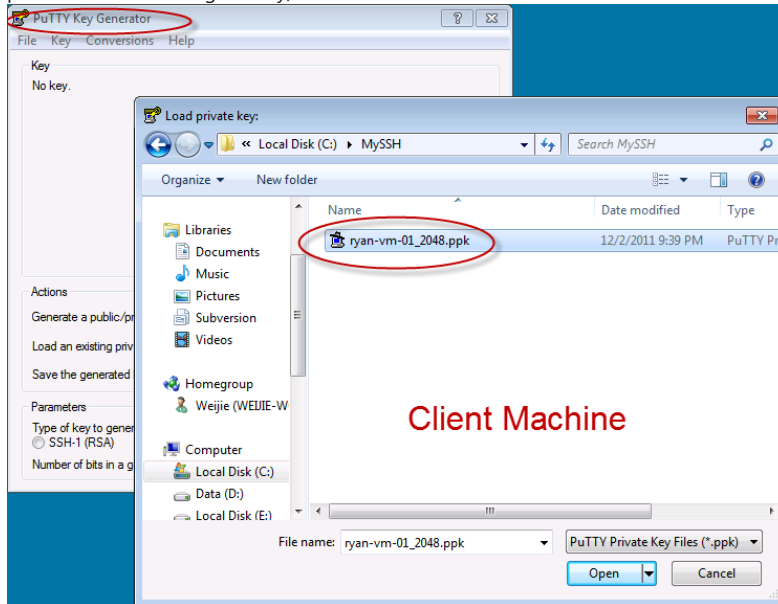 PuTTY Key Generator
File Key Conversions Help
Key
No key.
Load private key:
« Local Disk (C:) ▸ MySSH
Search MySSH
Organize New folder
Name Date modified Type
ryan-vm-01_2048.ppk 12/2/2011 9:39 PM PuTTY Pr
Libraries
Documents
Music
Pictures
Subversion
Videos
Homegroup
Weijie (WEIJIE-W
Computer
Local Disk (C:)
Data (D:)
Local Disk (E:)
Client Machine
Actions
Generate a public/pr
Load an existing priv
Save the generated
Parameters
Type of key to gener
SSH-1 (RSA)
Number of bits in a g
File name: ryan-vm-01_2048.ppk PuTTY Private Key Files (*.ppk)
Open Cancel